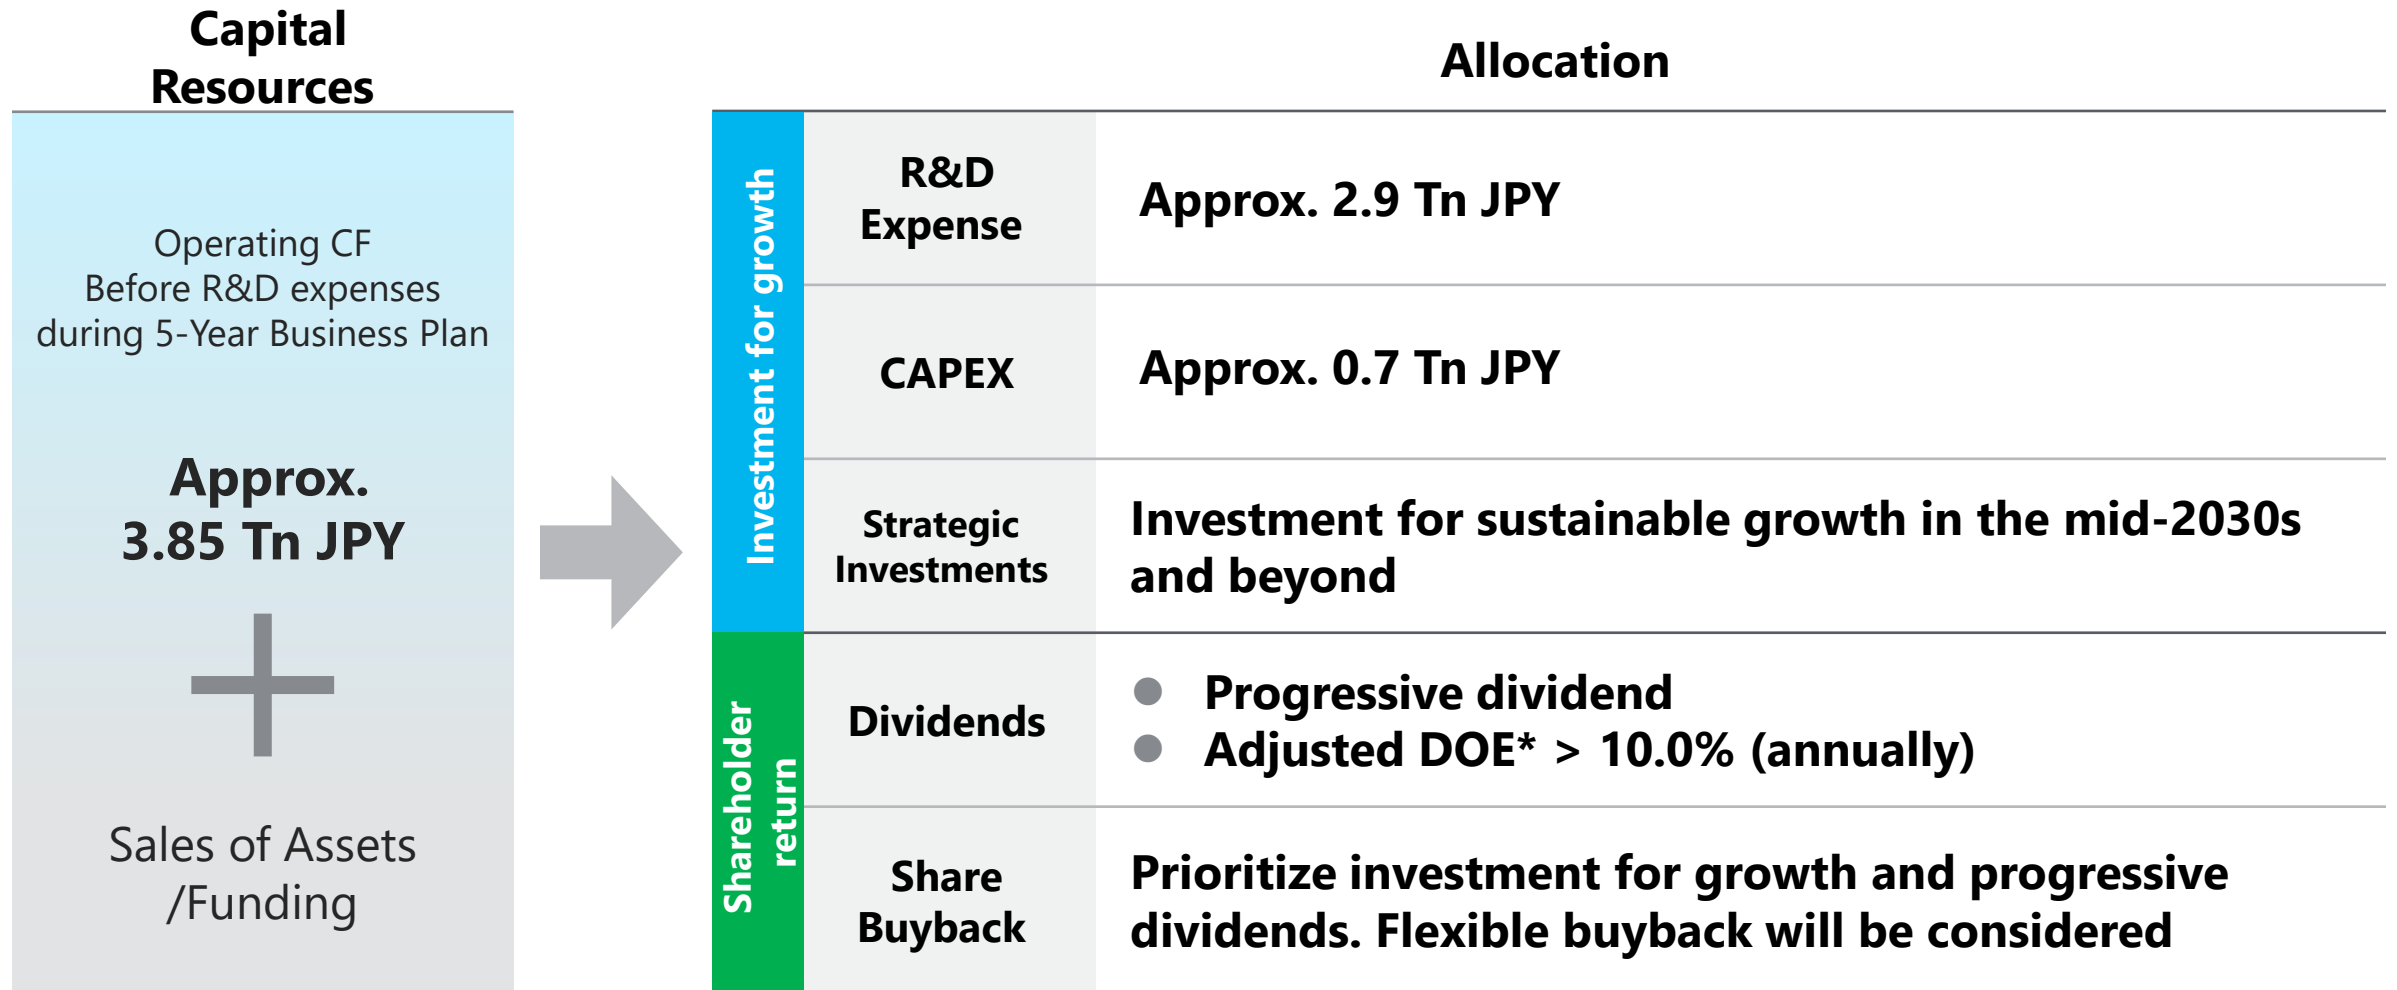 Capital
Resources
Operating CF
Before R&D expenses
during 5-Year Business Plan
Approx.
3.85 Tn JPY
Sales of Assets
/Funding
Allocation
Investment for growth
R&D
Expense
Approx. 2.9 Tn JPY
CAPEX
Approx. 0.7 Tn JPY
Strategic
Investments
Investment for sustainable growth in the mid-2030s
and beyond
Shareholder
return
Dividends
● Progressive dividend
● Adjusted DOE* > 10.0% (annually)
Share
Buyback
Prioritize investment for growth and progressive
dividends. Flexible buyback will be considered